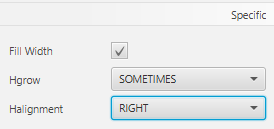 Specific
Fill Width
Hgrow SOMETIMES
Halignment RIGHT